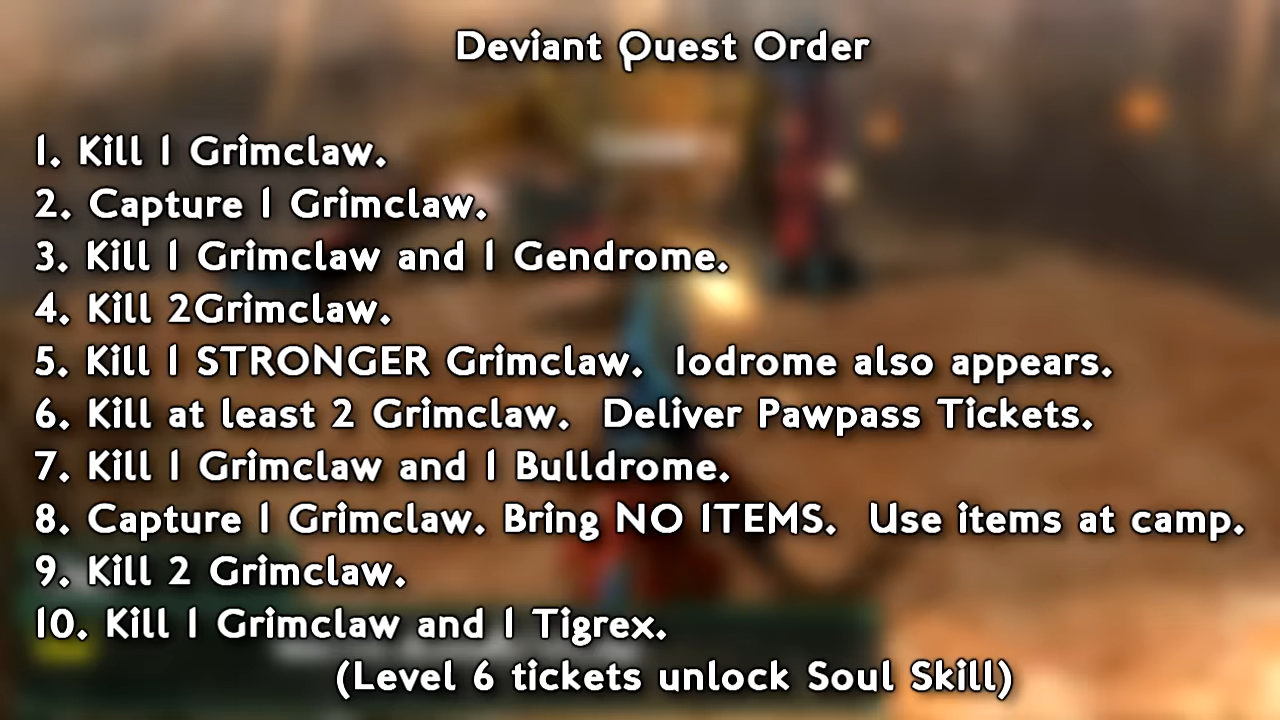 Deviant Quest Order
1. Kill 1 Grimclaw.
2. Capture 1 Grimclaw.
3. Kill 1 Grimclaw and 1 Gendrome.
4. Kill 2Grimclaw.
5. Kill 1 STRONGER Grimclaw.  Iodrome also appears.
6. Kill at least 2 Grimclaw.  Deliver Pawpass Tickets.
7. Kill 1 Grimclaw and 1 Bulldrome.
8. Capture 1 Grimclaw. Bring NO ITEMS.  Use items at camp.
9. Kill 2 Grimclaw.
10. Kill 1 Grimclaw and 1 Tigrex.
(Level 6 tickets unlock Soul Skill)